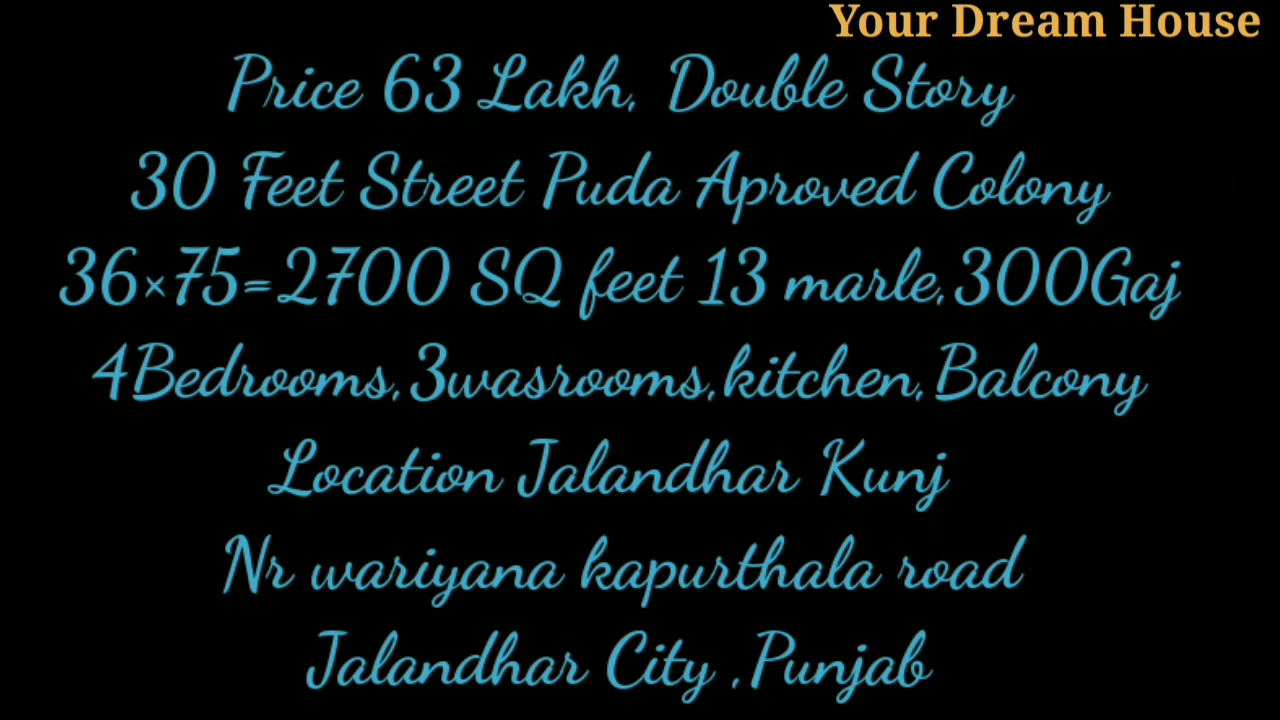 Your Dream House
Price 63 Lakh, Double Story
30 Feet Street Puda Aproved Colony
36×75=2700 SQ feet 13 marle,300Gaj
4Bedrooms,3wasrooms,kitchen,Balcony
Location Jalandhar Kunj
Nr wariyana kapurthala road
Jalandhar City ,Punjab